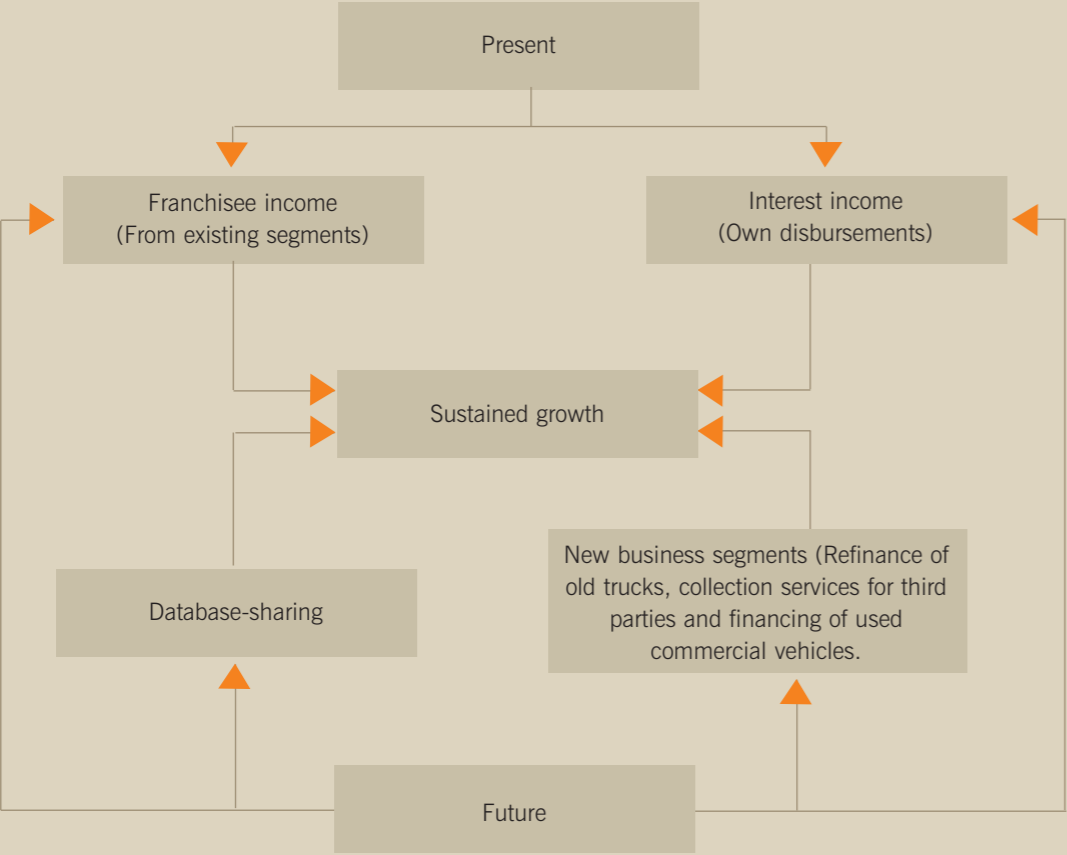 Present
Franchisee income
(From existing segments)
Interest income
(Own disbursements)
Sustained growth
New business segments (Refinance of
old trucks, collection services for third
parties and financing of used
commercial vehicles.
Database-sharing
Future